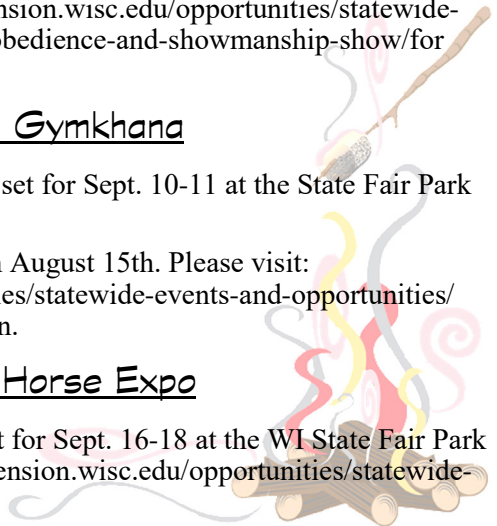 ension.wisc.edu/opportunities/statewide-
bedience-and-showmanship-show/for
Gymkhana
set for Sept. 10-11 at the State Fair Park
August 15th. Please visit:
es/statewide-events-and-opportunities/
n.
Horse Expo
t for Sept. 16-18 at the WI State Fair Park
ension.wisc.edu/opportunities/statewide-